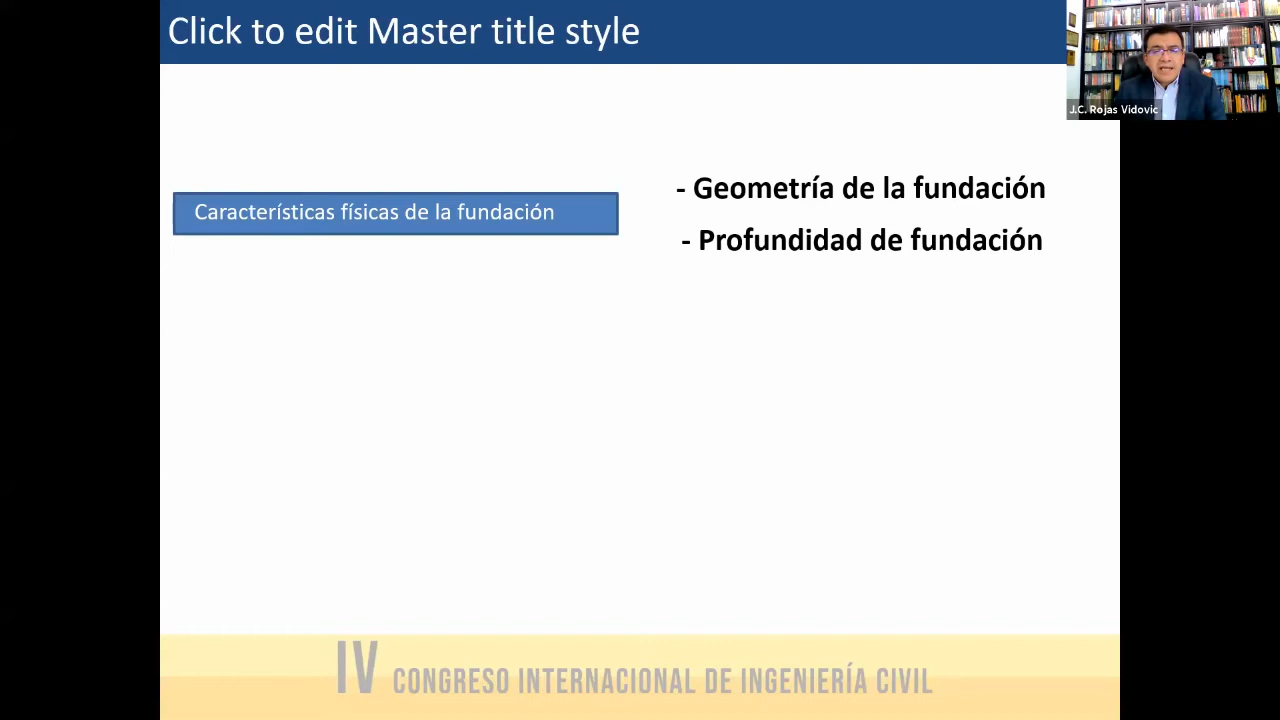 Click to edit Master title style
J.C. Rojas Vidovic
Características físicas de la fundación
- Geometría de la fundación
- Profundidad de fundación
IV CONGRESO INTERNACIONAL DE INGENIERÍA CIVIL